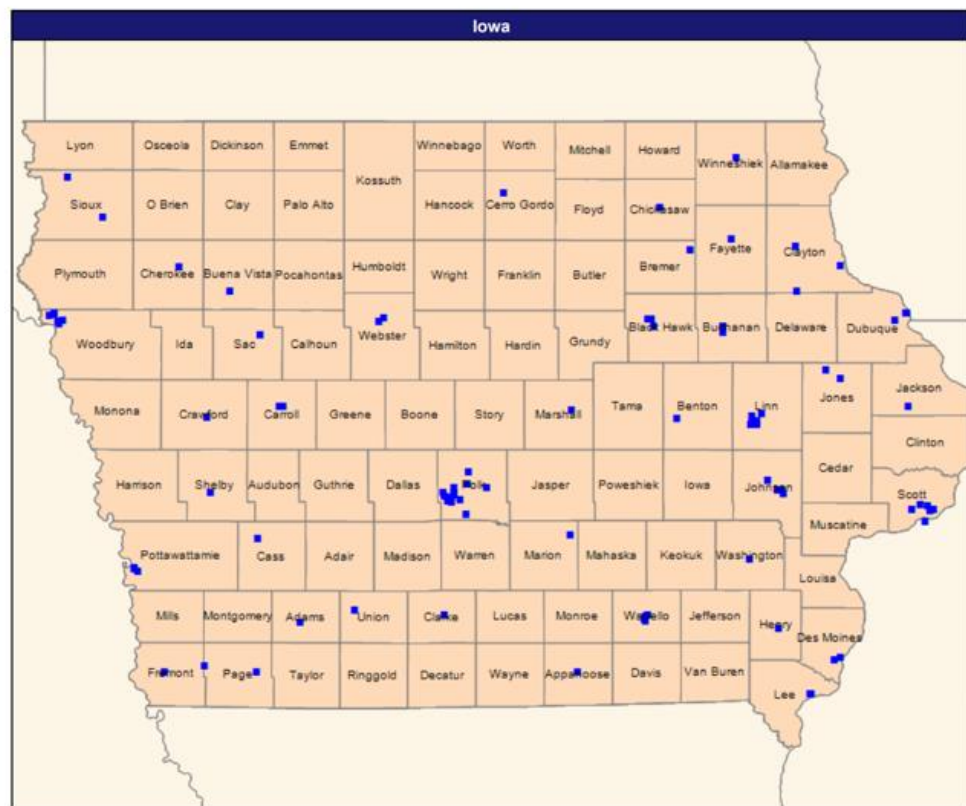 Iowa
Lyon Osceola Dickinson Emmet Winnebago Worth Mitchell Howard Winneshiek Allamakee
Kossuth
Sioux O Brien Clay Palo Alto Hancock Cerro Gordo Floyd Chickasaw
Fayette Clayton
Plymouth Cherokee Buena Vista Pocahontas Humboldt Wright Franklin Butler Bremer
Woodbury Ida Sac Calhoun Webster Hamilton Hardin Grundy Black Hawk Buchanan Delaware Dubuque
Jackson
Monona Crawford Carroll Greene Boone Story Marshall Tama Benton Linn Jones
Clinton
Cedar
Harrison Shelby Audubon Guthrie Dallas Polk Jasper Poweshiek Iowa Johnson Scott
Muscatine
Pottawattamie Cass Adair Madison Warren Marion Mahaska Keokuk Washington
Louisa
Mills Montgomery Adams Union Clarke Lucas Monroe Wapello Jefferson Henry
Des Moines
Fremont Page Taylor Ringgold Decatur Wayne Appanoose Davis Van Buren
Lee